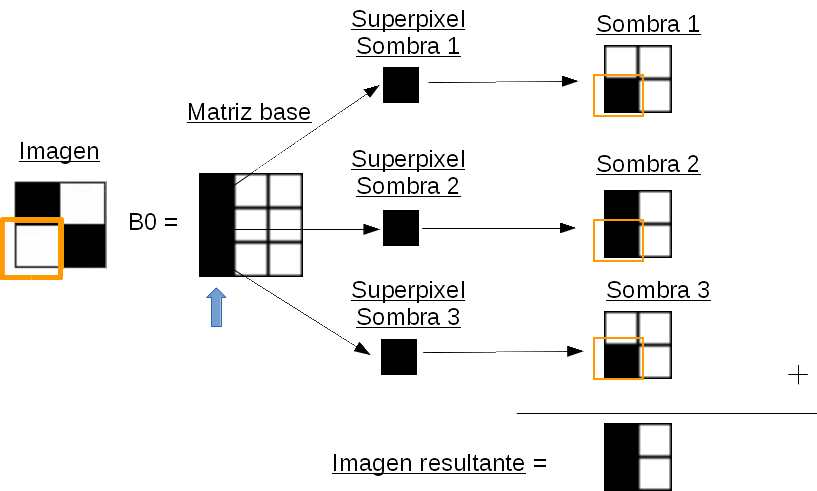 Superpixel
Sombra 1
Sombra 1
Matriz base
Imagen
B0 =
Superpixel
Sombra 2
Sombra 2
Superpixel
Sombra 3
Sombra 3
+
Imagen resultante =